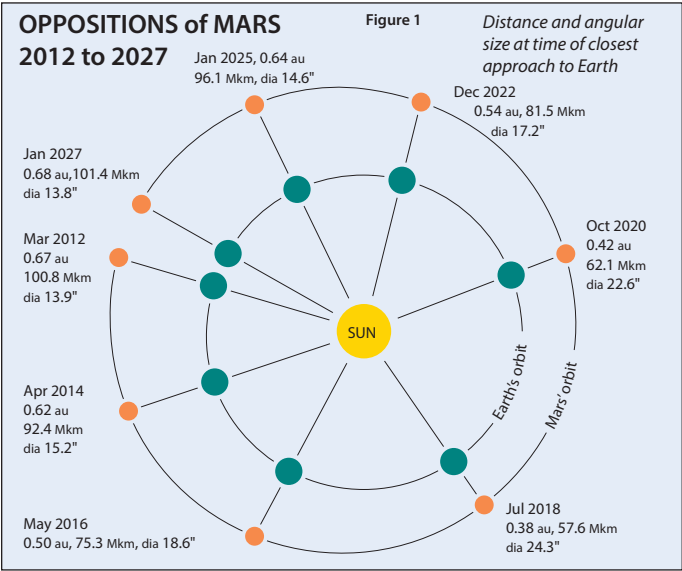 OPPOSITIONS of MARS
2012 to 2027
Figure 1
Distance and angular
size at time of closest
approach to Earth
Jan 2025, 0.64 au
96.1 Mkm, dia 14.6"
Dec 2022
0.54 au, 81.5 Mkm
dia 17.2"
Jan 2027
0.68 au,101.4 Mkm
dia 13.8"
Oct 2020
0.42 au
62.1 Mkm
dia 22.6"
Mar 2012
0.67 au
100.8 Mkm
dia 13.9"
SUN
Earth's orbit
Mars' orbit
Apr 2014
0.62 au
92.4 Mkm
dia 15.2"
May 2016
0.50 au, 75.3 Mkm, dia 18.6"
Jul 2018
0.38 au, 57.6 Mkm
dia 24.3"